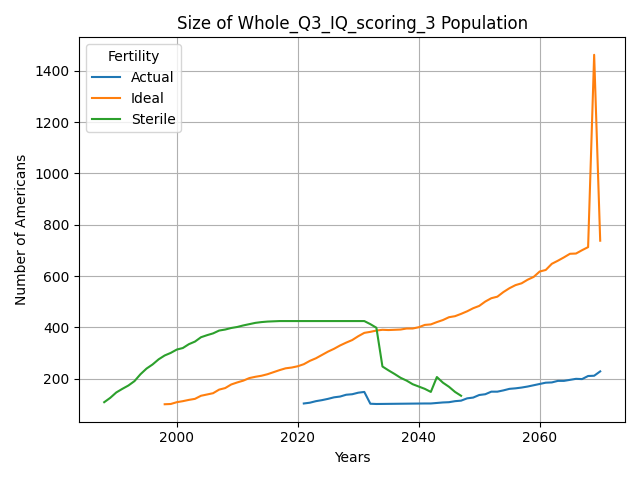 Size of Whole_Q3_IQ_scoring_3 Population
Fertility
Actual
Ideal
Sterile
Number of Americans
1400
1200
1000
800
600
400
200
2000
2020
2040
2060
Years